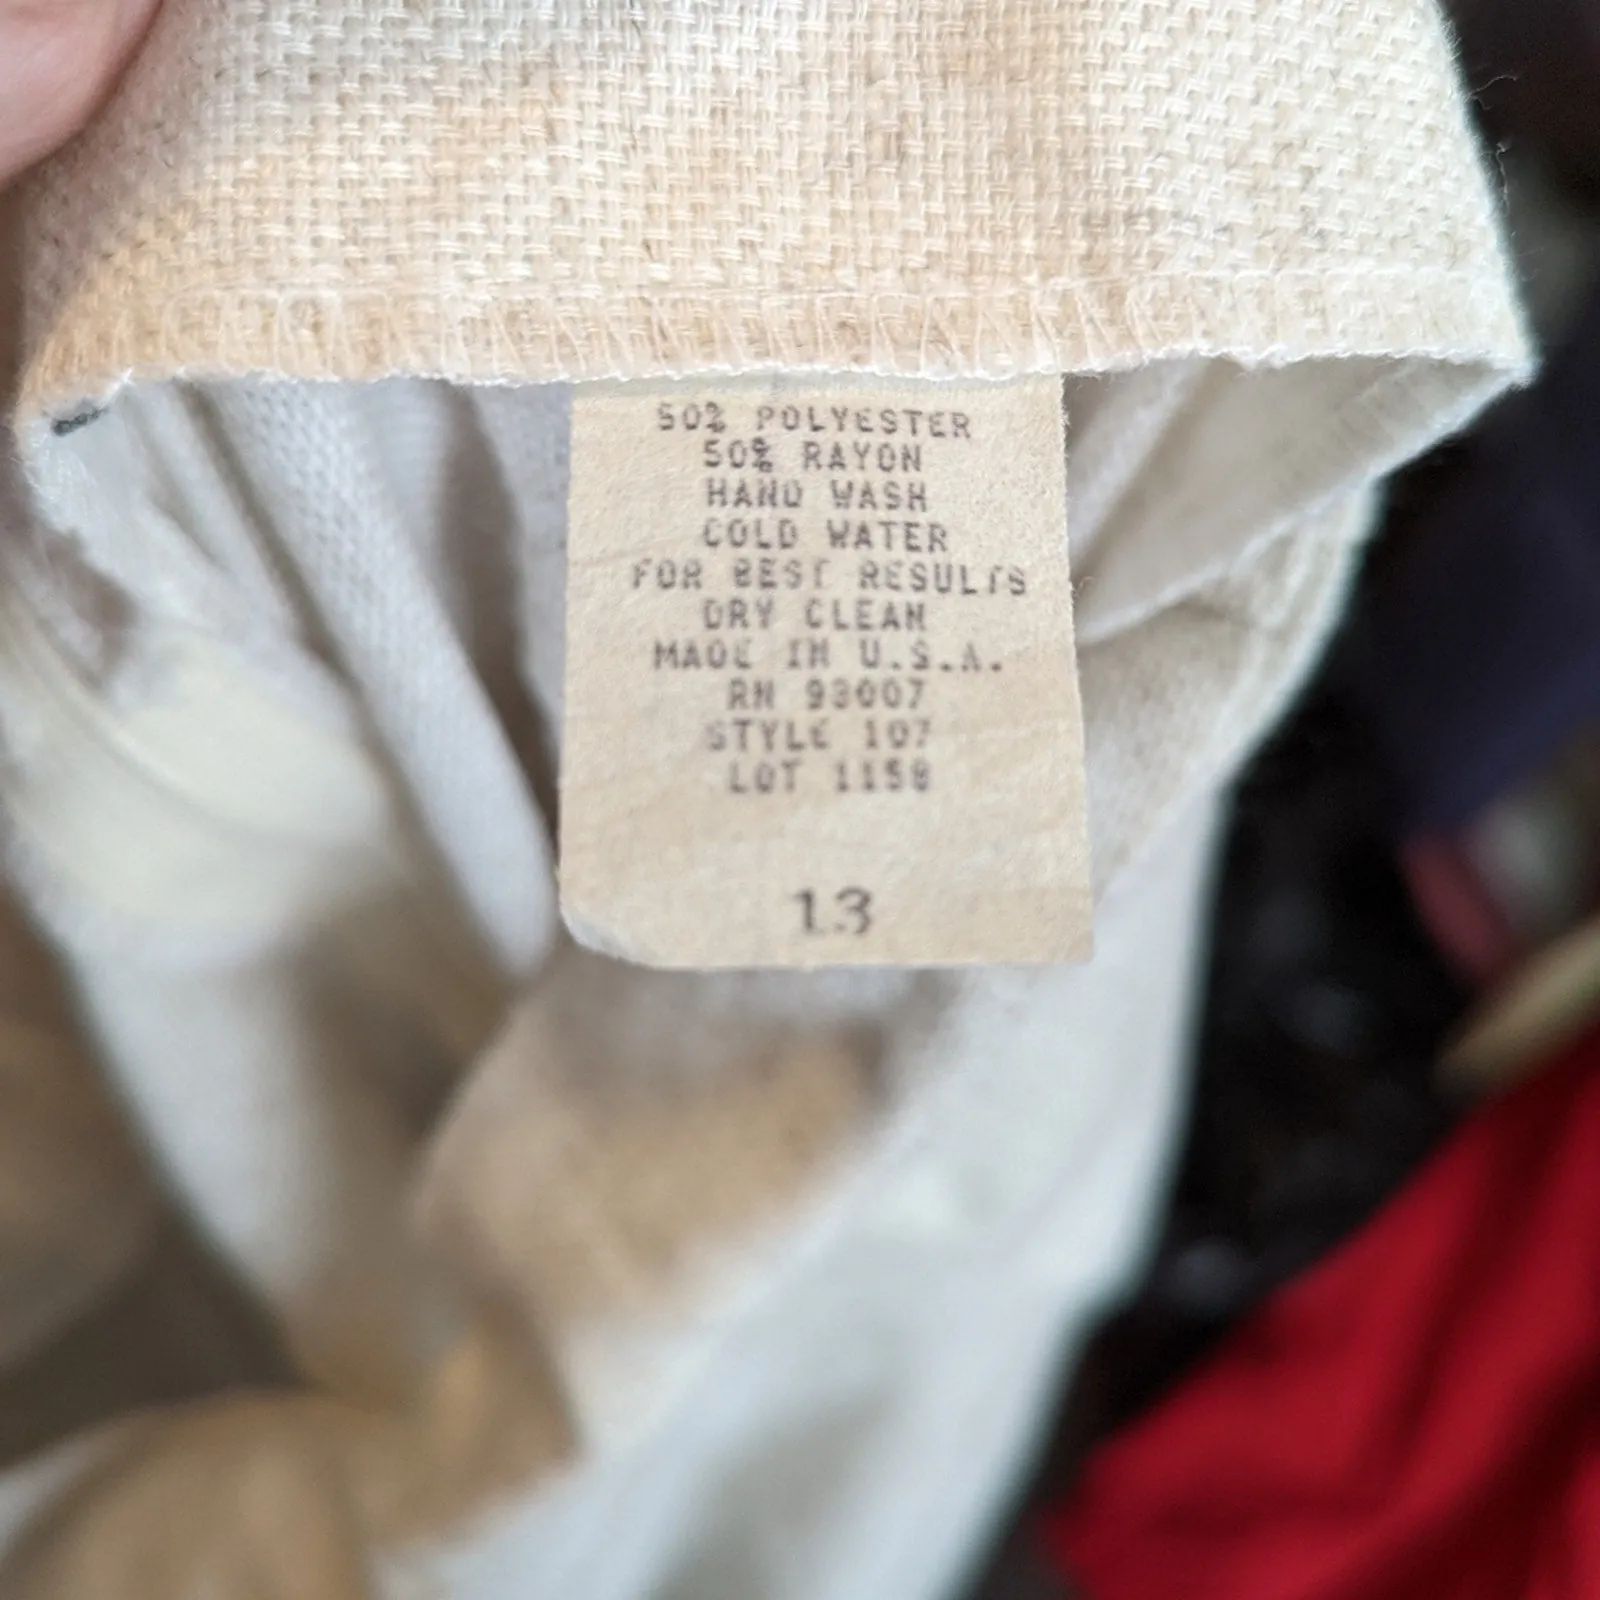 50% POLYESTER
50% RAYON
HAND WASH
COLD WATER
FOR BEST RESULTS
DRY CLEAN
MADE IN U.S.A.
RN 93007
STYLE 107
LOT 1158
13